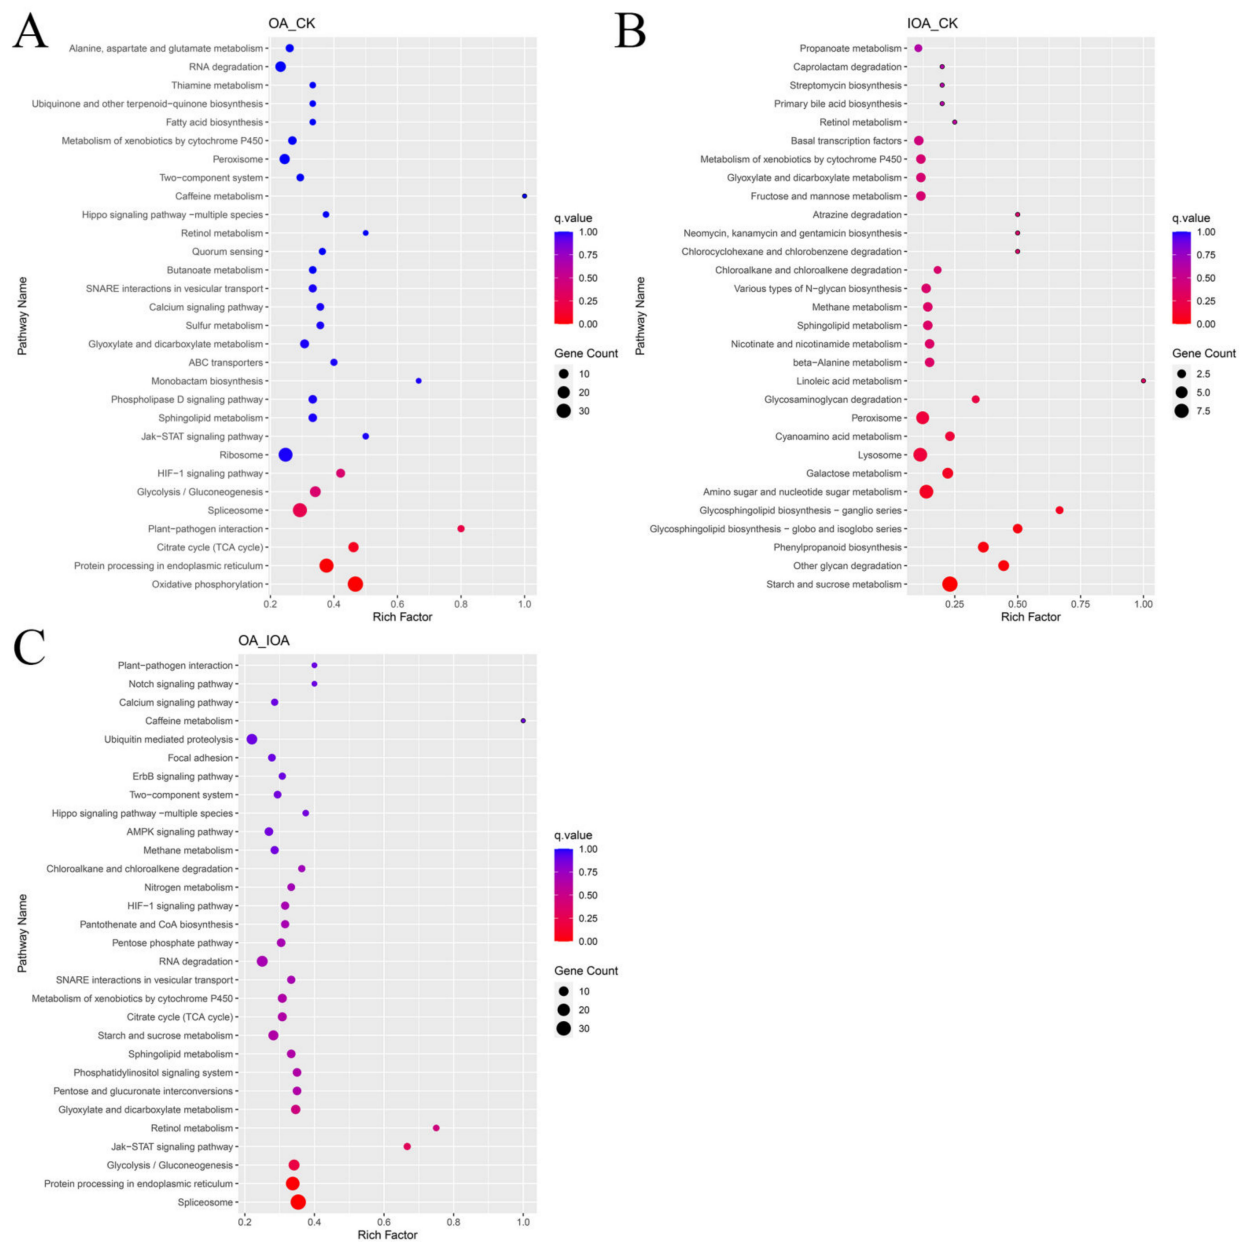 A
OA_CK
Alanine, aspartate and glutamate metabolism
RNA degradation
Thiamine metabolism
Ubiquinone and other terpenoid−quinone biosynthesis
Fatty acid biosynthesis
Metabolism of xenobiotics by cytochrome P450
Peroxisome
Two−component system
Caffeine metabolism
Hippo signaling pathway −multiple species
Retinol metabolism
Quorum sensing
Butanoate metabolism
SNARE interactions in vesicular transport
Calcium signaling pathway
Sulfur metabolism
Glyoxylate and dicarboxylate metabolism
ABC transporters
Monobactam biosynthesis
Phospholipase D signaling pathway
Sphingolipid metabolism
Jak−STAT signaling pathway
Ribosome
HIF−1 signaling pathway
Glycolysis / Gluconeogenesis
Spliceosome
Plant−pathogen interaction
Citrate cycle (TCA cycle)
Protein processing in endoplasmic reticulum
Oxidative phosphorylation
Pathway Name
0.2 0.4 0.6 0.8 1.0
Rich Factor
q.value
1.00
0.75
0.50
0.25
0.00
Gene Count
10
20
30
B
IOA_CK
Propanoate metabolism
Caprolactam degradation
Streptomycin biosynthesis
Primary bile acid biosynthesis
Retinol metabolism
Basal transcription factors
Metabolism of xenobiotics by cytochrome P450
Glyoxylate and dicarboxylate metabolism
Fructose and mannose metabolism
Atrazine degradation
Neomycin, kanamycin and gentamicin biosynthesis
Chlorocyclohexane and chlorobenzene degradation
Chloroalkane and chloroalkene degradation
Various types of N−glycan biosynthesis
Methane metabolism
Sphingolipid metabolism
Nicotinate and nicotinamide metabolism
beta−Alanine metabolism
Linoleic acid metabolism
Glycosaminoglycan degradation
Peroxisome
Cyanoamino acid metabolism
Lysosome
Galactose metabolism
Amino sugar and nucleotide sugar metabolism
Glycosphingolipid biosynthesis − ganglio series
Glycosphingolipid biosynthesis − globo and isoglobo series
Phenylpropanoid biosynthesis
Other glycan degradation
Starch and sucrose metabolism
Pathway Name
0.25 0.50 0.75 1.00
Rich Factor
q.value
1.00
0.75
0.50
0.25
0.00
Gene Count
2.5
5.0
7.5
C
OA_IOA
Plant−pathogen interaction
Notch signaling pathway
Calcium signaling pathway
Caffeine metabolism
Ubiquitin mediated proteolysis
Focal adhesion
ErbB signaling pathway
Two−component system
Hippo signaling pathway −multiple species
AMPK signaling pathway
Methane metabolism
Chloroalkane and chloroalkene degradation
Nitrogen metabolism
HIF−1 signaling pathway
Pantothenate and CoA biosynthesis
Pentose phosphate pathway
RNA degradation
SNARE interactions in vesicular transport
Metabolism of xenobiotics by cytochrome P450
Citrate cycle (TCA cycle)
Starch and sucrose metabolism
Sphingolipid metabolism
Phosphatidylinositol signaling system
Pentose and glucuronate interconversions
Glyoxylate and dicarboxylate metabolism
Retinol metabolism
Jak−STAT signaling pathway
Glycolysis / Gluconeogenesis
Protein processing in endoplasmic reticulum
Spliceosome
Pathway Name
0.2 0.4 0.6 0.8 1.0
Rich Factor
q.value
1.00
0.75
0.50
0.25
0.00
Gene Count
10
20
30